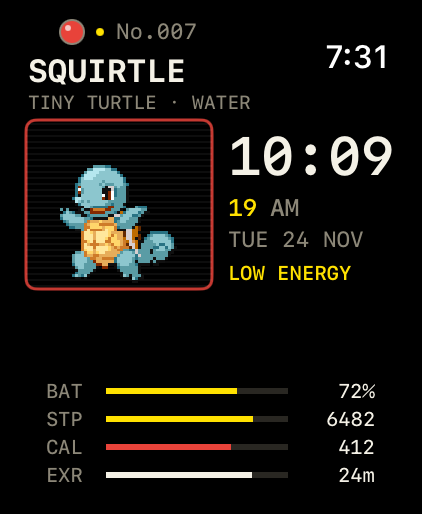 No.007
7:31
SQUIRTLE
TINY TURTLE · WATER
10:09
19 AM
TUE 24 NOV
LOW ENERGY
BAT 72%
STP 6482
CAL 412
EXR 24m